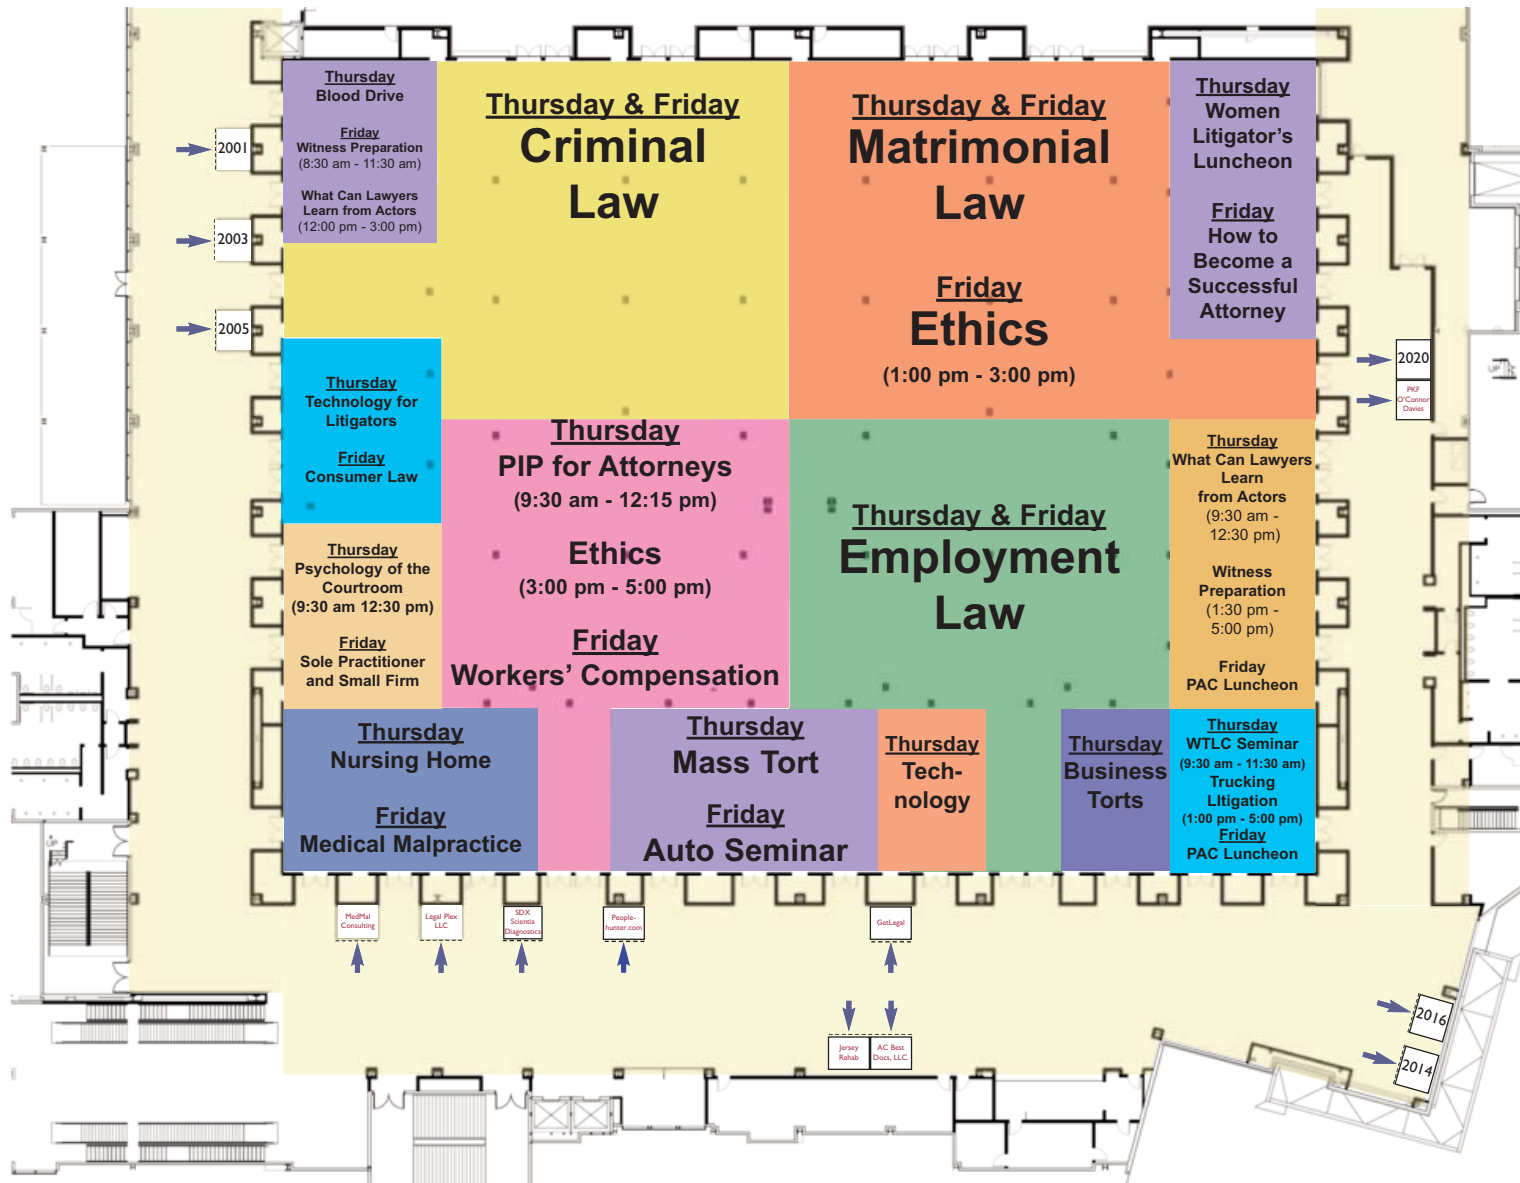 Thursday
Blood Drive
Friday
Witness Preparation
(8:30 am - 11:30 am)
What Can Lawyers
Learn from Actors
(12:00 pm - 3:00 pm)
Thursday & Friday
Criminal
Law
Thursday & Friday
Matrimonial
Law
Friday
Ethics
(1:00 pm - 3:00 pm)
Thursday
Women
Litigator's
Luncheon
Friday
How to
Become a
Successful
Attorney
2001
2003
2005
2020
PKF
O'Connor
Davies
UP
Thursday
Technology for
Litigators
Friday
Consumer Law
Thursday
PIP for Attorneys
(9:30 am - 12:15 pm)
Ethics
(3:00 pm - 5:00 pm)
Friday
Workers' Compensation
Thursday & Friday
Employment
Law
Thursday
What Can Lawyers
Learn
from Actors
(9:30 am -
12:30 pm)
Witness
Preparation
(1:30 pm -
5:00 pm)
Friday
PAC Luncheon
Thursday
Psychology of the
Courtroom
(9:30 am 12:30 pm)
Friday
Sole Practitioner
and Small Firm
Thursday
Nursing Home
Friday
Medical Malpractice
Thursday
Mass Tort
Friday
Auto Seminar
Thursday
Tech-
nology
Thursday
Business
Torts
Thursday
WTLC Seminar
(9:30 am - 11:30 am)
Trucking
LItigation
(1:00 pm - 5:00 pm)
Friday
PAC Luncheon
UP
MedMal
Consulting
Legal Plex
LLC
SDX
Scientia
Diagnostics
People-
hunter.com
GetLegal
Jersey
Rehab
AC Best
Docs, LLC.
2016
2014